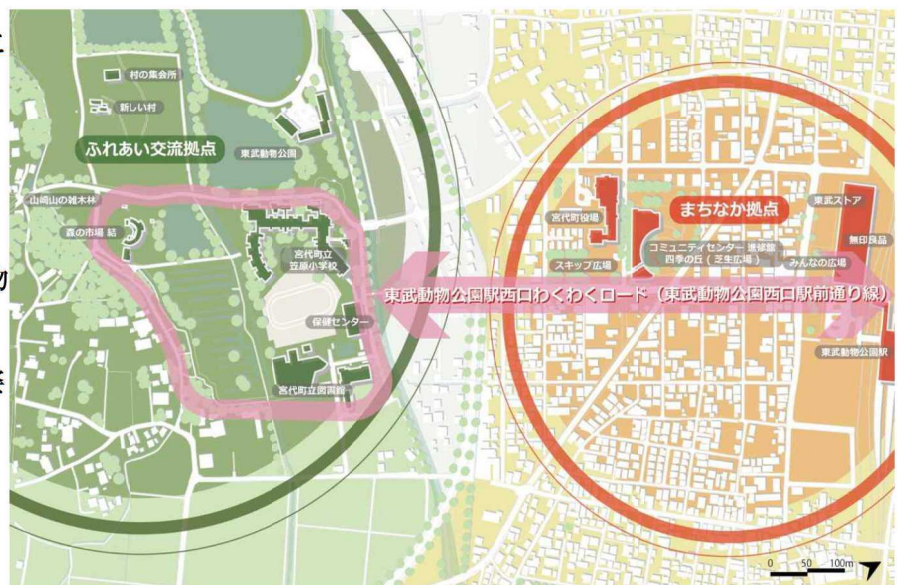 村の集会所
新しい村
ふれあい交流拠点
東武動物公園
山崎山の雑木林
森の市場 結
宮代町立
笠原小学校
保健センター
宮代町立図書館
宮代町役場
まちなか拠点
東武ストア
無印良品
コミュニティセンター 進修館
四季の丘（芝生広場）
スキップ広場
みんなの広場
東武動物公園駅西口わくわくロード（東武動物公園西口駅前通り線）
東武動物公園駅
0 50 100m
物